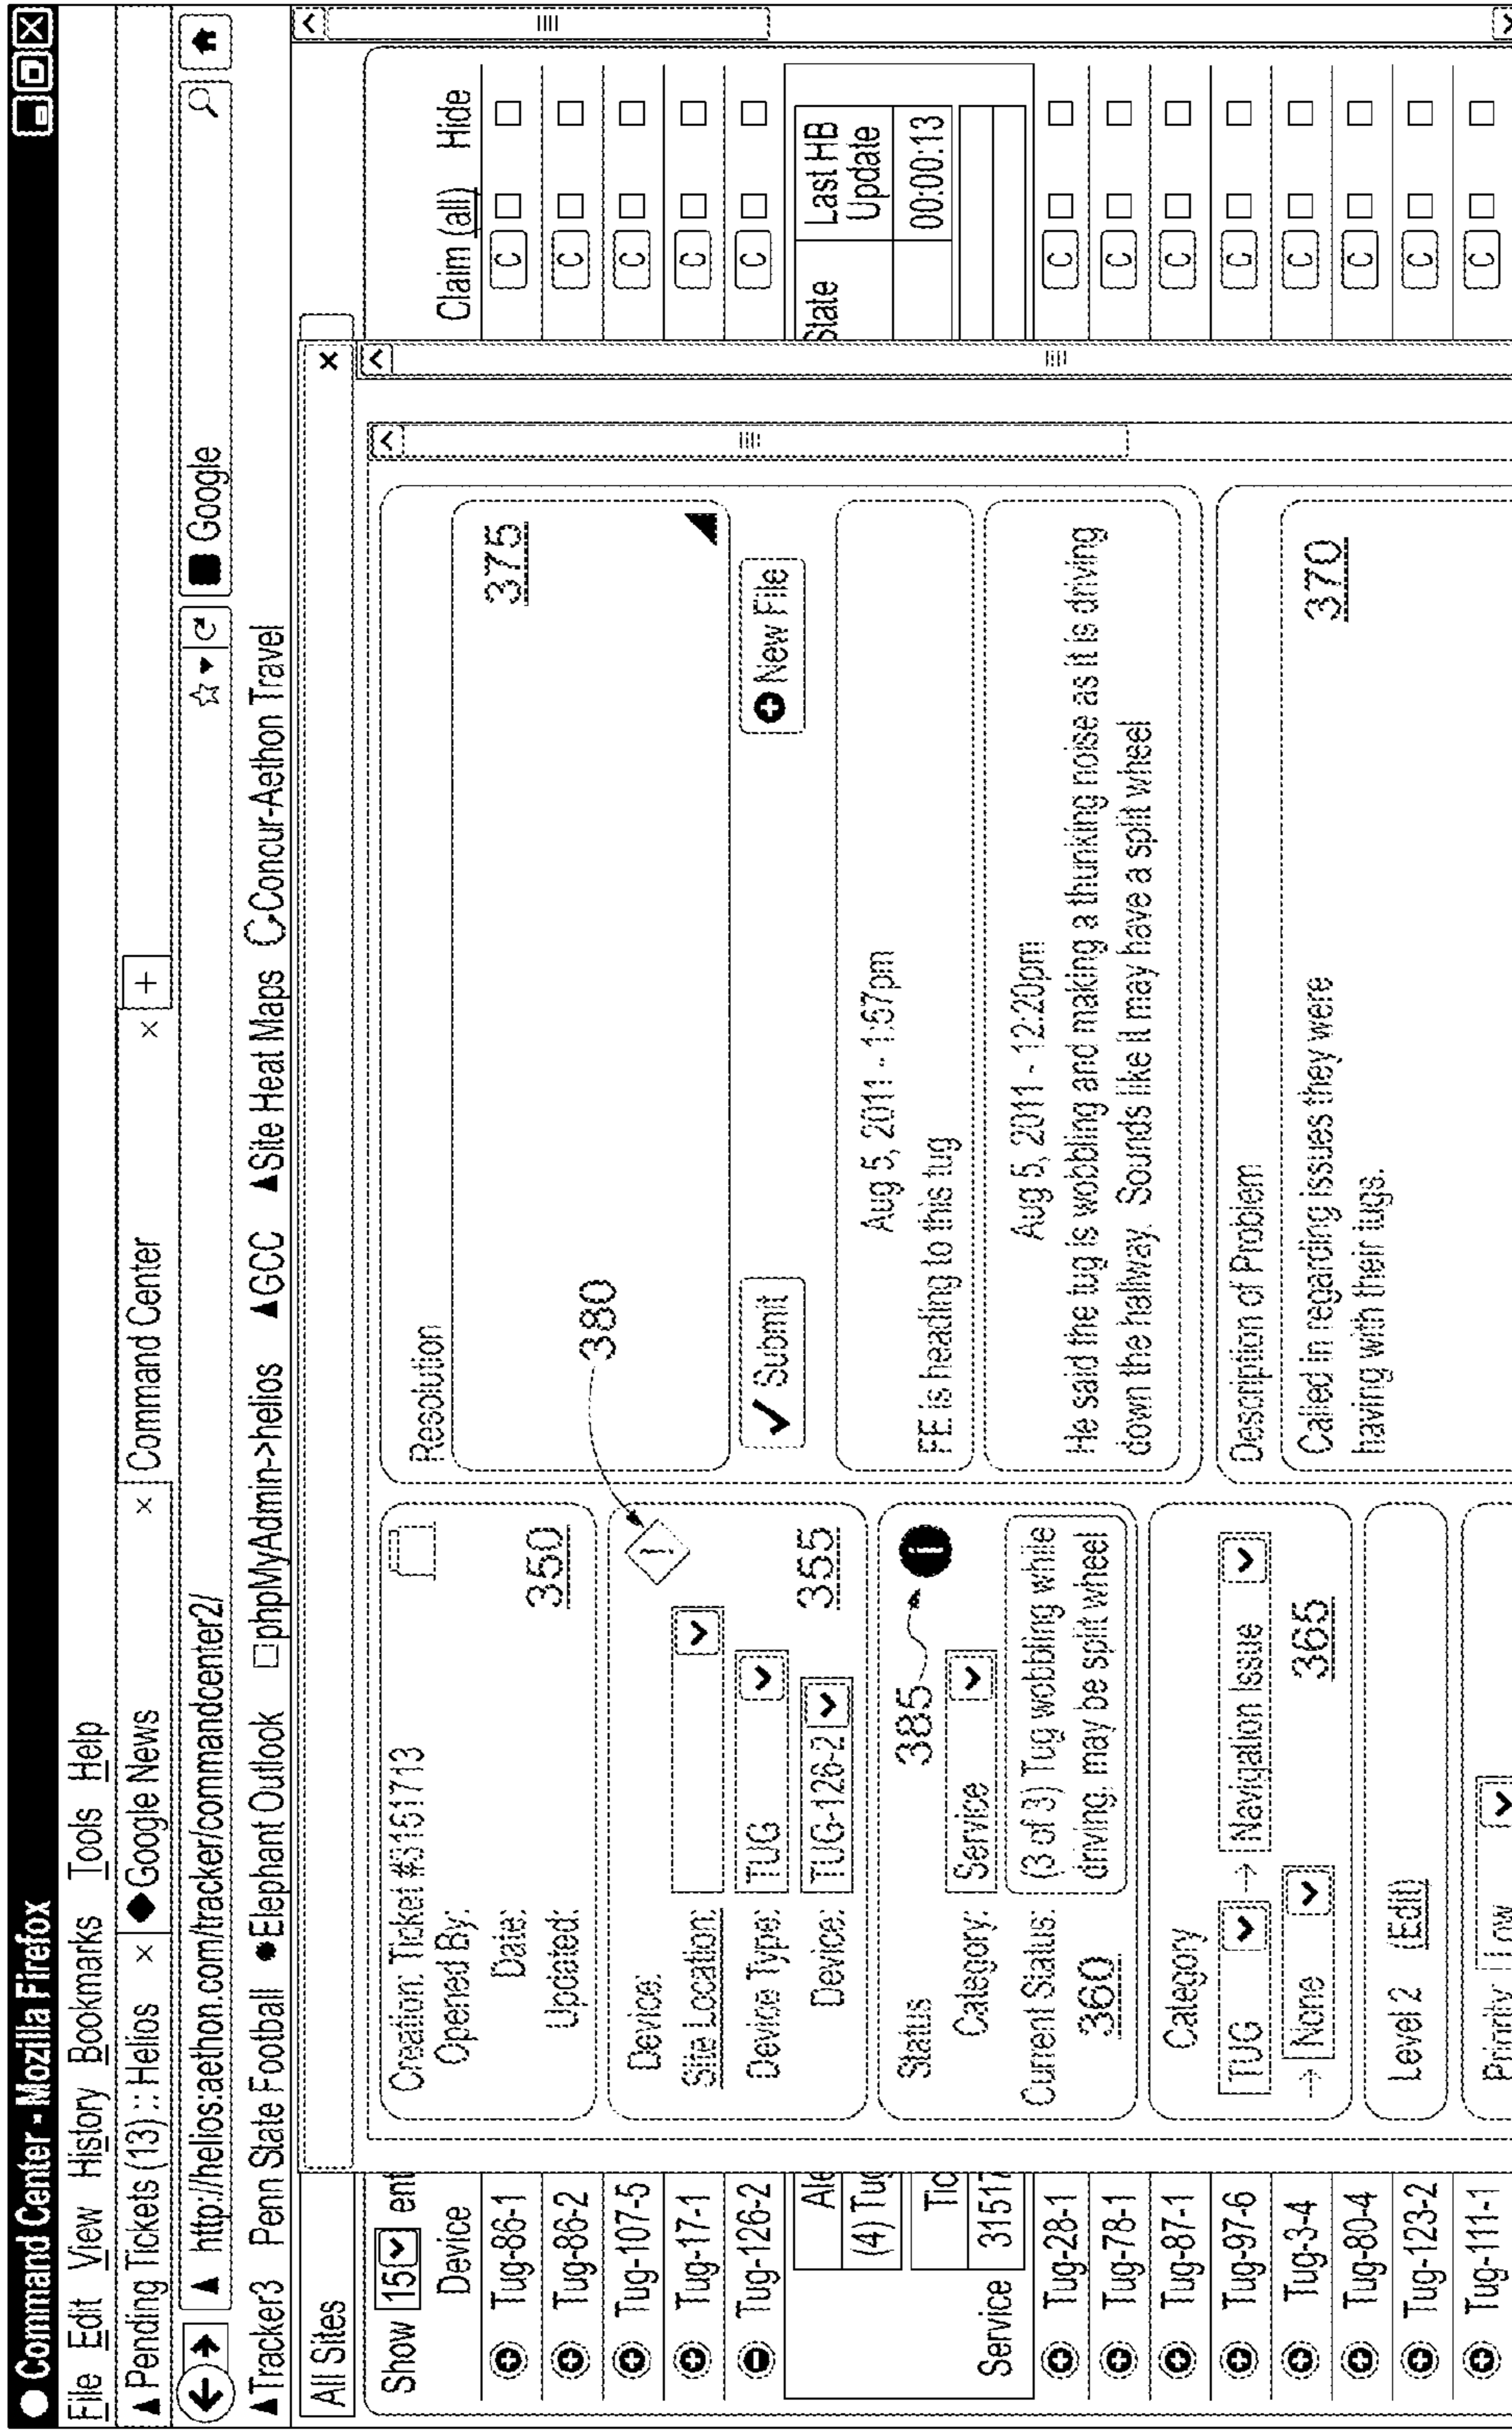 Command Center - Mozilla Firefox
File Edit View History Bookmarks Tools Help
Pending Tickets (13) :: Helios × Google News × Command Center × +
http://helios.aethon.com/tracker/commandcenter2/ Google
Tracker3 Penn State Football Elephant Outlook phpMyAdmin->helios GCC Site Heat Maps Concur-Aethon Travel
All Sites ×
Show 15 ent
Device Claim (all) Hide
Tug-86-1 C
Tug-86-2 C
Tug-107-5 C
Tug-17-1 C
Tug-126-2 C
Ale State Last HB Update
(4) Tug 00:00:13
Tic
Service 31517
Tug-28-1 C
Tug-78-1 C
Tug-87-1 C
Tug-97-6 C
Tug-3-4 C
Tug-80-4 C
Tug-123-2 C
Tug-111-1 C
Creation: Ticket #3151713
Opened By:
Date:
Updated:
350
Device:
Site Location:
Device Type: TUG
Device: TUG-126-2
355
380
Status
385
Category: Service
Current Status: (3 of 3) Tug wobbling while
driving, may be split wheel
360
Category
TUG → Navigation Issue
→ None
365
Level 2 (Edit)
Priority Low
Resolution
375
Submit New File
Aug 5, 2011 - 1:57pm
FE is heading to this tug
Aug 5, 2011 - 12:20pm
He said the tug is wobbling and making a thunking noise as it is driving
down the hallway. Sounds like it may have a split wheel
Description of Problem
Called in regarding issues they were
having with their tugs.
370